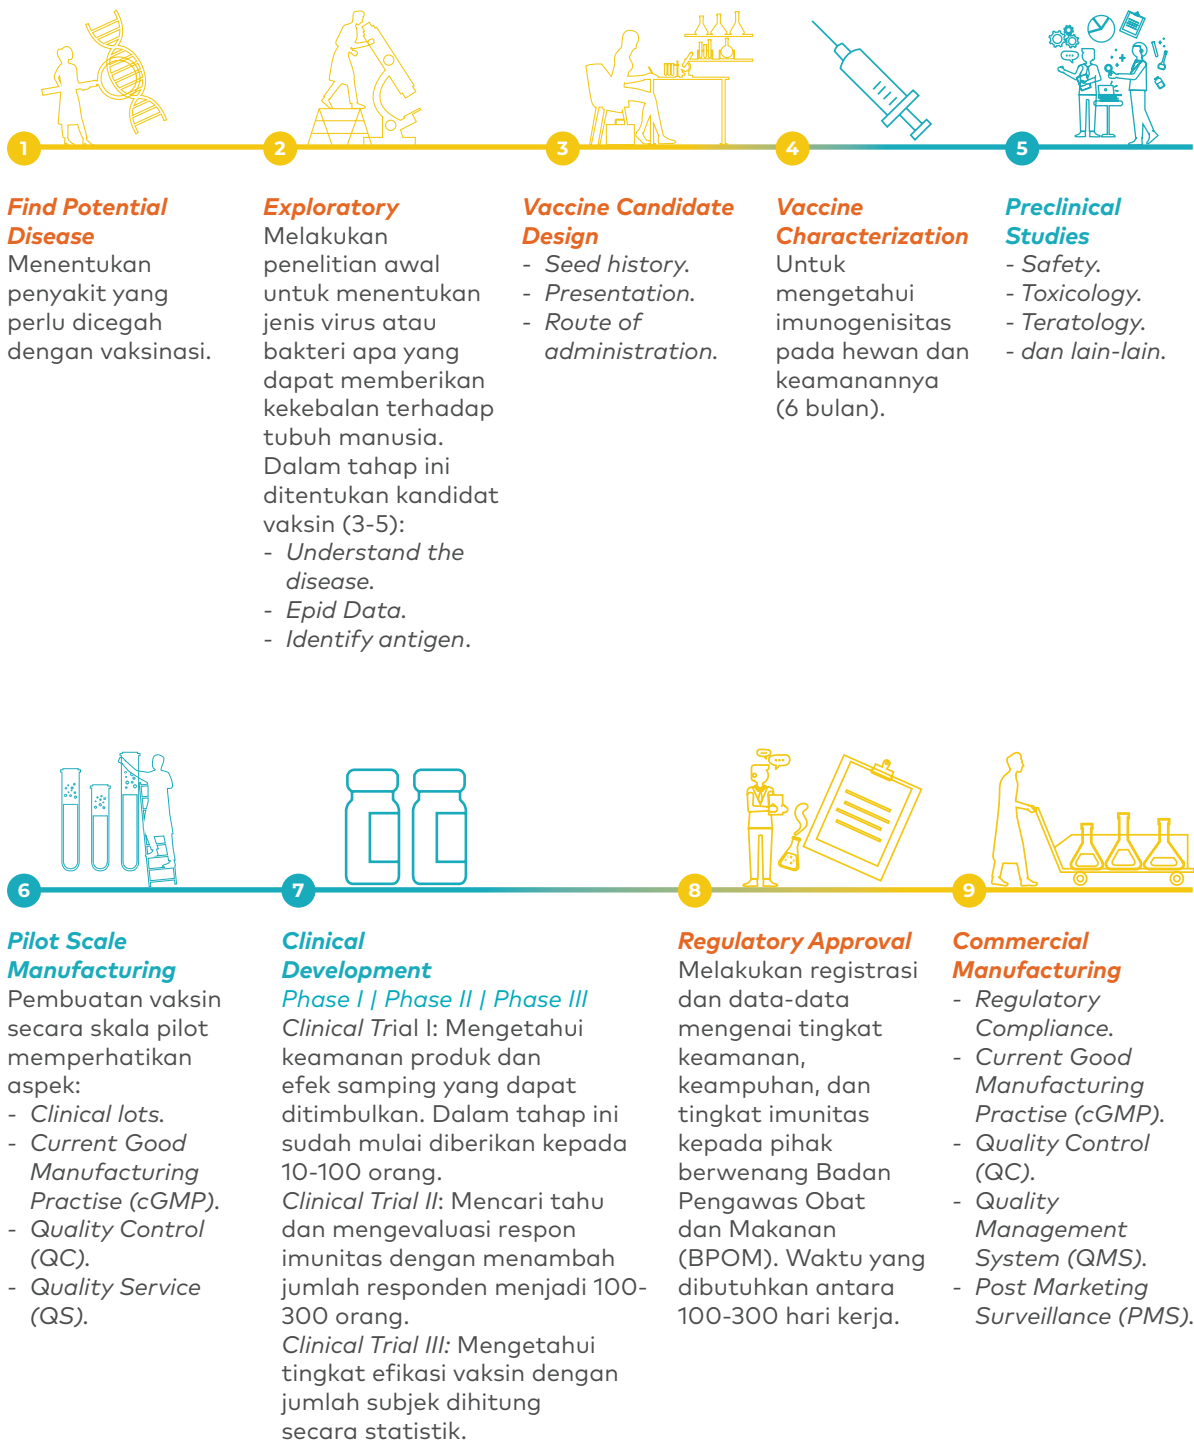 1
2
3
4
5
Find Potential
Disease
Menentukan
penyakit yang
perlu dicegah
dengan vaksinasi.
Exploratory
Melakukan
penelitian awal
untuk menentukan
jenis virus atau
bakteri apa yang
dapat memberikan
kekebalan terhadap
tubuh manusia.
Dalam tahap ini
ditentukan kandidat
vaksin (3-5):
- Understand the
disease.
- Epid Data.
- Identify antigen.
Vaccine Candidate
Design
- Seed history.
- Presentation.
- Route of
administration.
Vaccine
Characterization
Untuk
mengetahui
imunogenisitas
pada hewan dan
keamanannya
(6 bulan).
Preclinical
Studies
- Safety.
- Toxicology.
- Teratology.
- dan lain-lain.
6
7
8
9
Pilot Scale
Manufacturing
Pembuatan vaksin
secara skala pilot
memperhatikan
aspek:
- Clinical lots.
- Current Good
Manufacturing
Practise (cGMP).
- Quality Control
(QC).
- Quality Service
(QS).
Clinical
Development
Phase I | Phase II | Phase III
Clinical Trial I: Mengetahui
keamanan produk dan
efek samping yang dapat
ditimbulkan. Dalam tahap ini
sudah mulai diberikan kepada
10-100 orang.
Clinical Trial II: Mencari tahu
dan mengevaluasi respon
imunitas dengan menambah
jumlah responden menjadi 100-
300 orang.
Clinical Trial III: Mengetahui
tingkat efikasi vaksin dengan
jumlah subjek dihitung
secara statistik.
Regulatory Approval
Melakukan registrasi
dan data-data
mengenai tingkat
keamanan,
keampuhan, dan
tingkat imunitas
kepada pihak
berwenang Badan
Pengawas Obat
dan Makanan
(BPOM). Waktu yang
dibutuhkan antara
100-300 hari kerja.
Commercial
Manufacturing
- Regulatory
Compliance.
- Current Good
Manufacturing
Practise (cGMP).
- Quality Control
(QC).
- Quality
Management
System (QMS).
- Post Marketing
Surveillance (PMS).